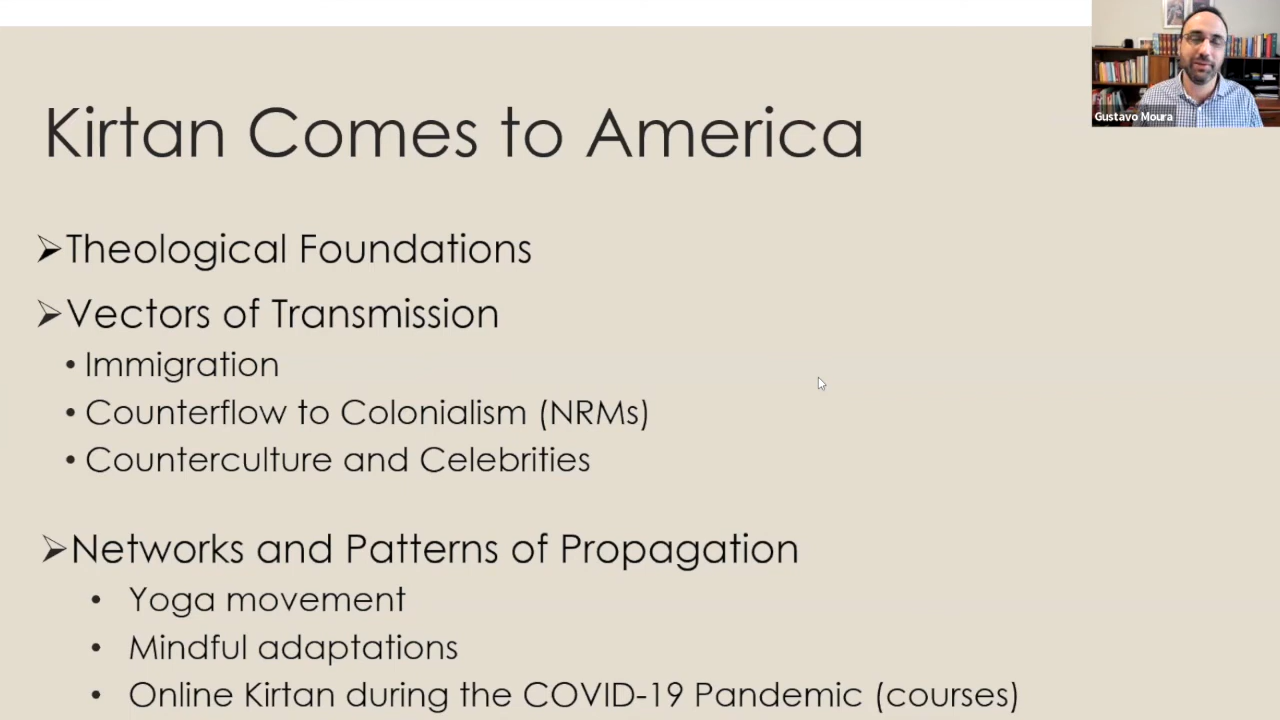 Kirtan Comes to America
Gustavo Moura
➢Theological Foundations
➢Vectors of Transmission
• Immigration
• Counterflow to Colonialism (NRMs)
• Counterculture and Celebrities
➢Networks and Patterns of Propagation
• Yoga movement
• Mindful adaptations
• Online Kirtan during the COVID-19 Pandemic (courses)